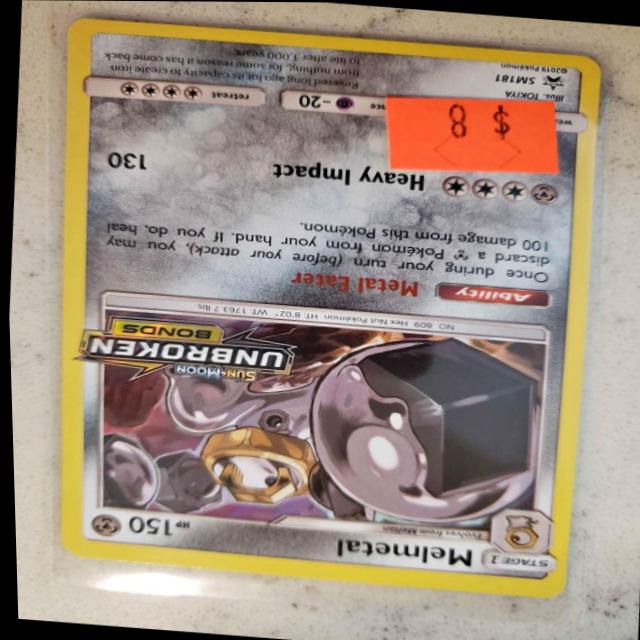 STAGE 1
Melmetal
HP 150
Evolves from Meltan
SUN & MOON
UNBROKEN
BONDS
NO. 809 Hex Nut Pokémon HT: 8'02" WT: 1763.7 lbs.
Ability
Metal Eater
Once during your turn (before your attack), you may
discard a Pokémon from your hand. If you do, heal
100 damage from this Pokémon.
Heavy Impact
130
$ 8
-20
retreat
Illus. TOKIYA
SM181
©2019 Pokémon
Revered long ago for its capacity to create iron
from nothing, for some reason it has come back
to life after 3,000 years.